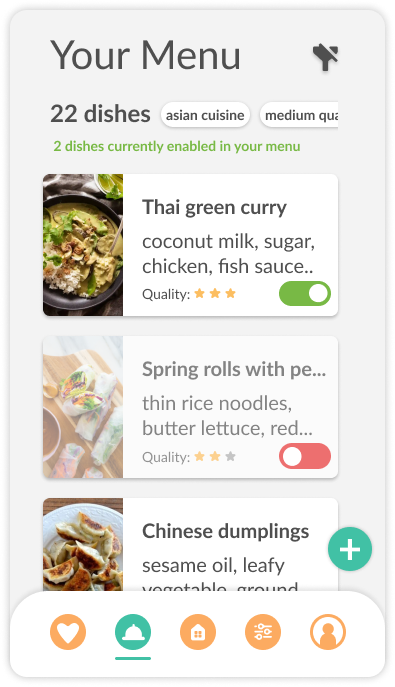 Your Menu
22 dishes
asian cuisine
medium qua
2 dishes currently enabled in your menu
Thai green curry
coconut milk, sugar,
chicken, fish sauce..
Quality:
Spring rolls with pe...
thin rice noodles,
butter lettuce, red...
Quality:
Chinese dumplings
sesame oil, leafy
vegetable, ground